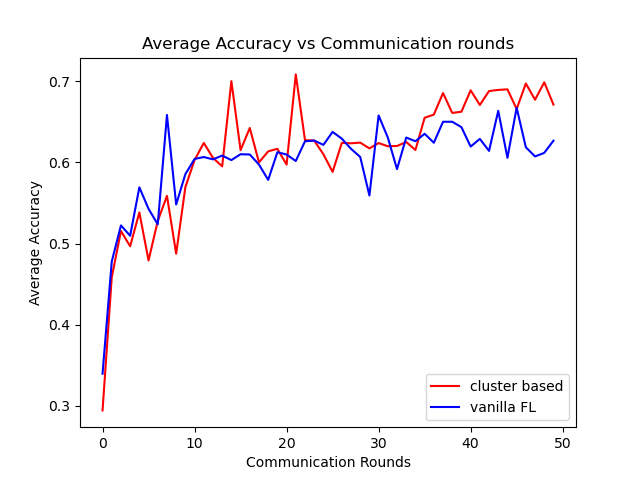 Average Accuracy vs Communication rounds
Average Accuracy
0.7
0.6
0.5
0.4
0.3
0
10
20
30
40
50
Communication Rounds
cluster based
vanilla FL